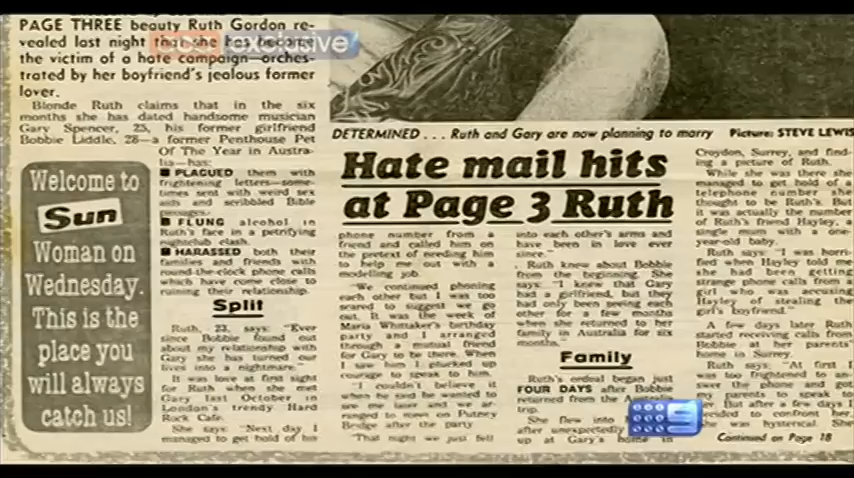 PAGE THREE beauty Ruth Gordon re-
vealed last night that she has become
the victim of a hate campaign—orches-
trated by her boyfriend's jealous former
lover.
Blonde Ruth claims that in the six
months she has dated handsome musician
Gary Spencer, 23, his former girlfriend
Bobbie Liddle, 28—a former Penthouse Pet
Of The Year in Austra-
lia—has:
■ PLAGUED them with
frightening letters—some-
times sent with weird sex
aids and scribbled Bible
passages.
■ FLUNG alcohol in
Ruth's face in a petrifying
nightclub clash.
■ HARASSED both their
families and friends with
round-the-clock phone calls
which have come close to
ruining their relationship.
Split
Ruth, 23, says: "Ever
since Bobbie found out
about my relationship with
Gary she has turned our
lives into a nightmare."
It was love at first sight
for Ruth when she met
Gary last October in
London's trendy Hard
Rock Cafe.
She says: "Next day I
managed to get hold of his
Welcome to
Sun
Woman on
Wednesday.
This is the
place you
will always
catch us!
exclusive
DETERMINED . . . Ruth and Gary are now planning to marry Picture: STEVE LEWIS
Hate mail hits
at Page 3 Ruth
phone number from a
friend and called him on
the pretext of needing him
to help me out with a
modelling job.
"We continued phoning
each other but I was too
scared to suggest we go
out. It was the week of
Maria Whittaker's birthday
party and I arranged
through a mutual friend
for Gary to be there. When
I saw him I plucked up
courage to speak to him.
"I couldn't believe it
when he said he wanted to
see me later and we ar-
ranged to meet on Putney
Bridge after the party
"That night we just fell
into each other's arms and
have been in love ever
since."
Ruth knew about Bobbie
from the beginning. She
says: "I knew that Gary
had a girlfriend, but they
had only been seeing each
other for a few months
when she returned to her
family in Australia for six
months."
Family
Ruth's ordeal began just
FOUR DAYS after Bobbie
returned from the Australia
trip.
She flew into
after unexpectedly
up at Gary's home in
Croydon, Surrey, and find-
ing a picture of Ruth.
While she was there she
managed to get hold of a
telephone number she
thought to be Ruth's. But
it was actually the number
of Ruth's friend Hayley, a
single mum with a one-
year-old baby.
Ruth says: "I was horri-
fied when Hayley told me
she had been getting
strange phone calls from a
girl who was accusing
Hayley of stealing the
girl's boyfriend."
A few days later Ruth
started receiving calls from
Bobbie at her parents'
home in Surrey.
Ruth says: "At first I
was too frightened to an-
swer the phone and got
my parents to speak to
her. But after a few days I
decided to confront her.
She was hysterical. She
Continued on Page 18
9